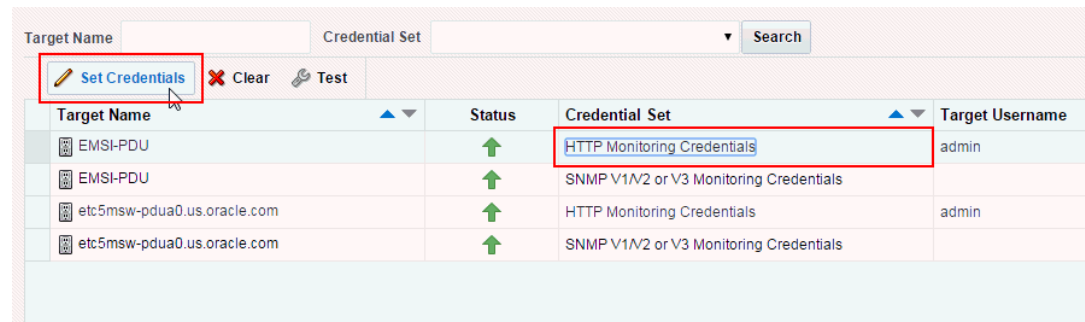 Target Name Credential Set Search
Set Credentials Clear Test
Target Name Status Credential Set Target Username
EMSI-PDU HTTP Monitoring Credentials admin
EMSI-PDU SNMP V1/V2 or V3 Monitoring Credentials
etc5msw-pdua0.us.oracle.com HTTP Monitoring Credentials admin
etc5msw-pdua0.us.oracle.com SNMP V1/V2 or V3 Monitoring Credentials